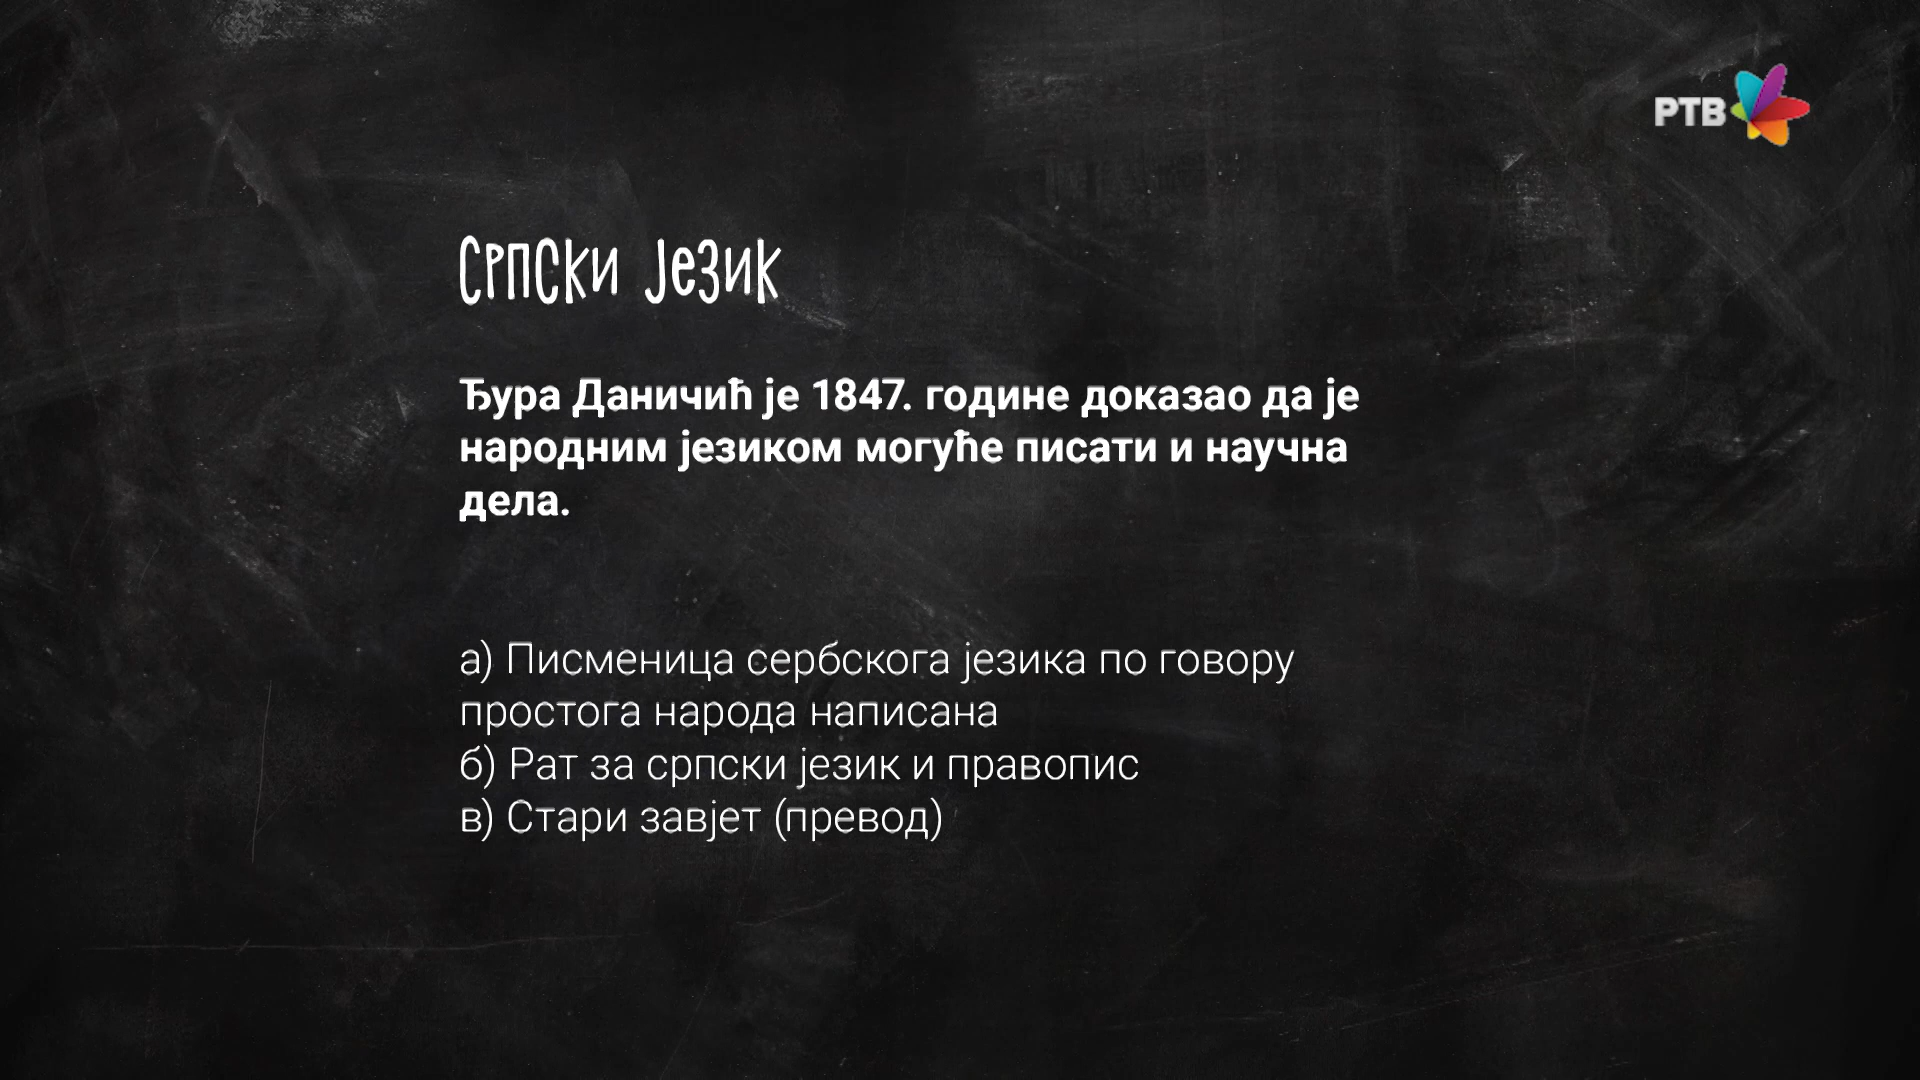 РТВ
Српски језик
Ђура Даничић је 1847. године доказао да је
народним језиком могуће писати и научна
дела.
а) Писменица сербскога језика по говору
простога народа написана
б) Рат за српски језик и правопис
в) Стари завјет (превод)